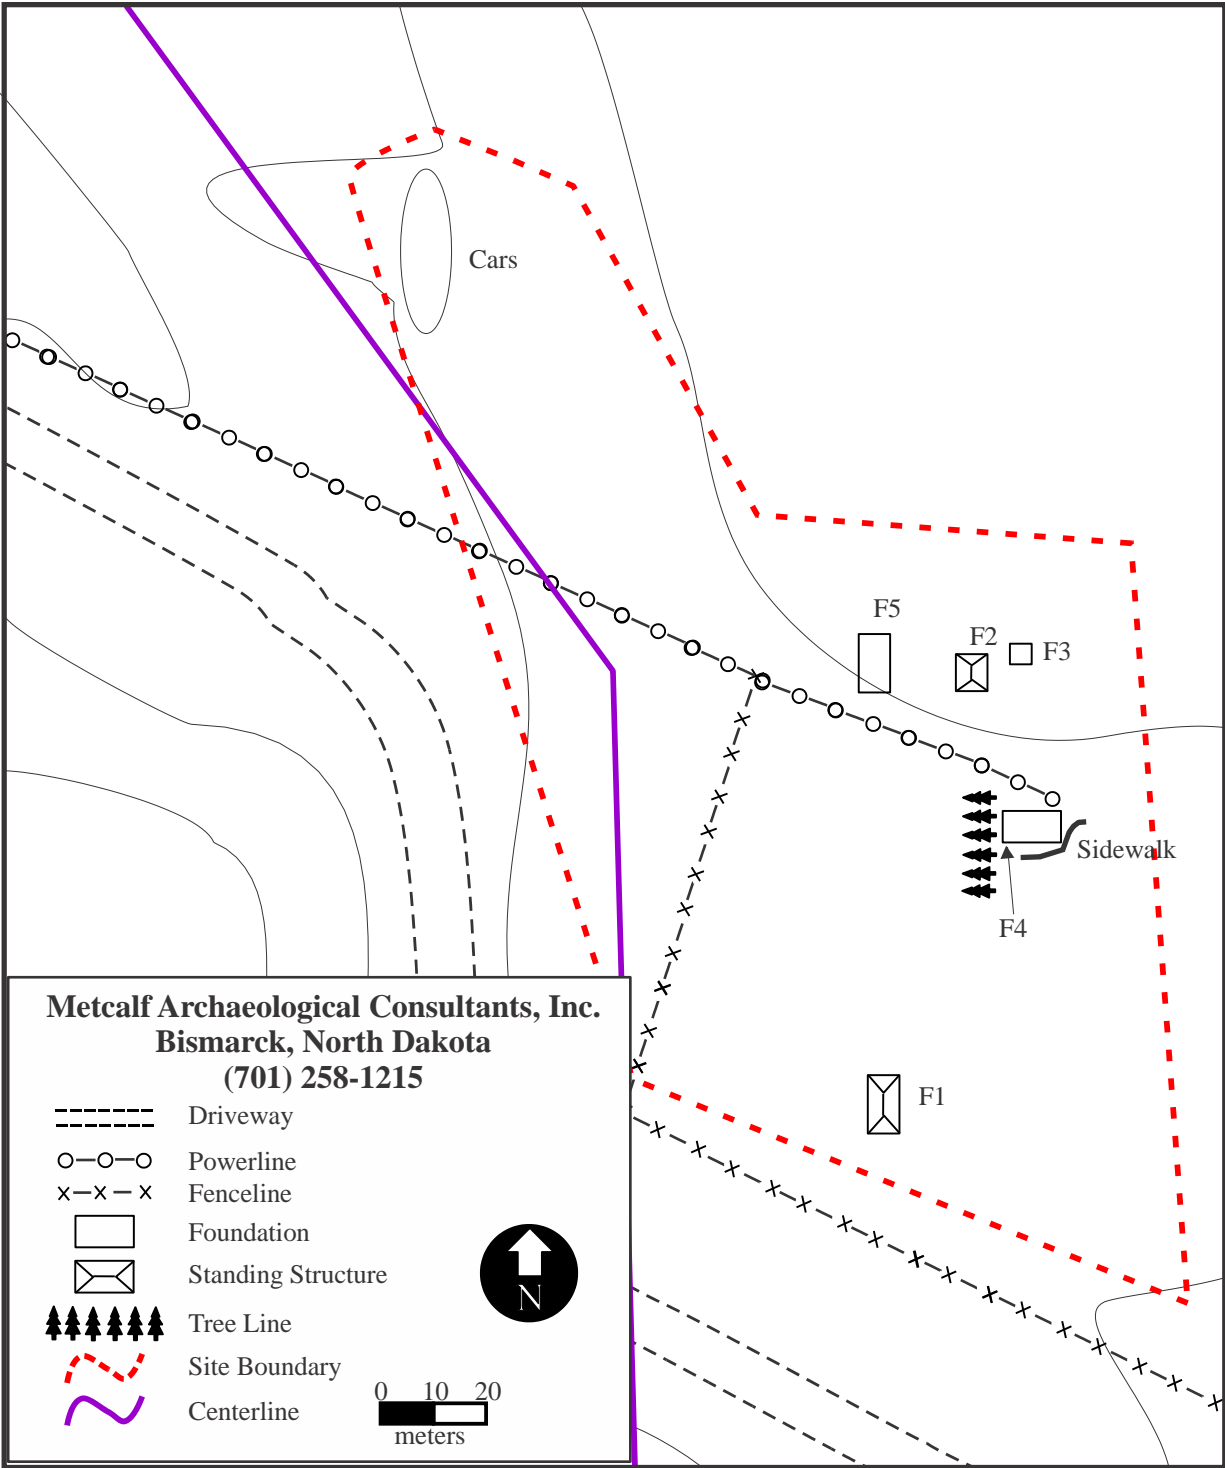 Cars
F5
F2
F3
Sidewalk
F4
F1
Metcalf Archaeological Consultants, Inc.
Bismarck, North Dakota
(701) 258-1215
Driveway
Powerline
Fenceline
Foundation
Standing Structure
Tree Line
Site Boundary
Centerline
N
0 10 20
meters